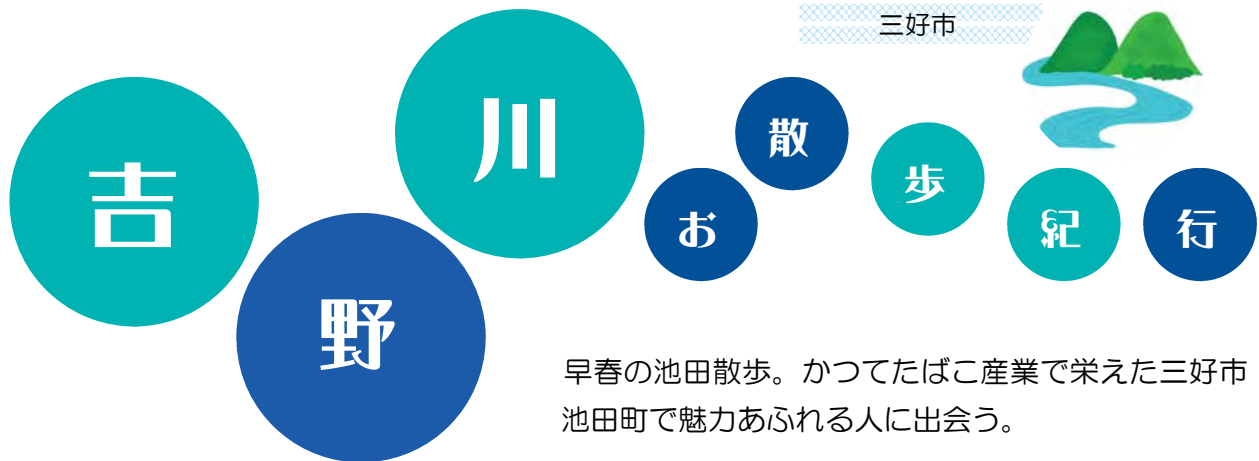 三好市
吉野川お散歩紀行
早春の池田散歩。かつてたばこ産業で栄えた三好市
池田町で魅力あふれる人に出会う。